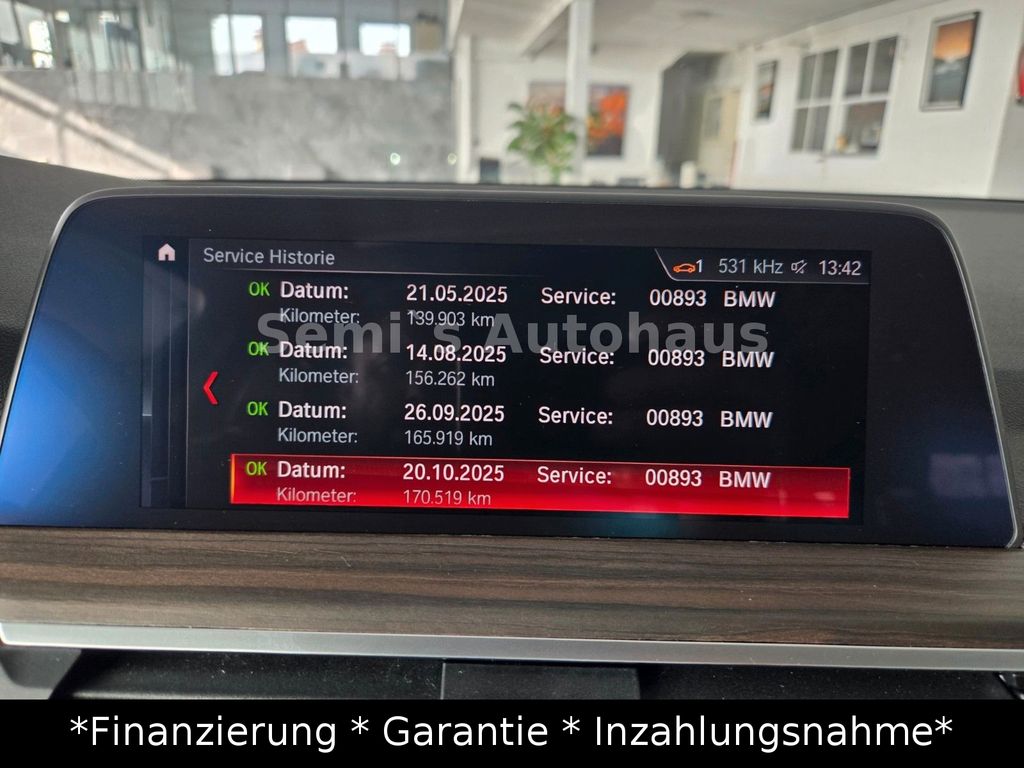 Service Historie
1 531 kHz 13:42
OK Datum: 21.05.2025 Service: 00893 BMW
Kilometer: 139.903 km
Semi´s Autohaus
OK Datum: 14.08.2025 Service: 00893 BMW
Kilometer: 156.262 km
OK Datum: 26.09.2025 Service: 00893 BMW
Kilometer: 165.919 km
OK Datum: 20.10.2025 Service: 00893 BMW
Kilometer: 170.519 km
*Finanzierung * Garantie * Inzahlungsnahme*